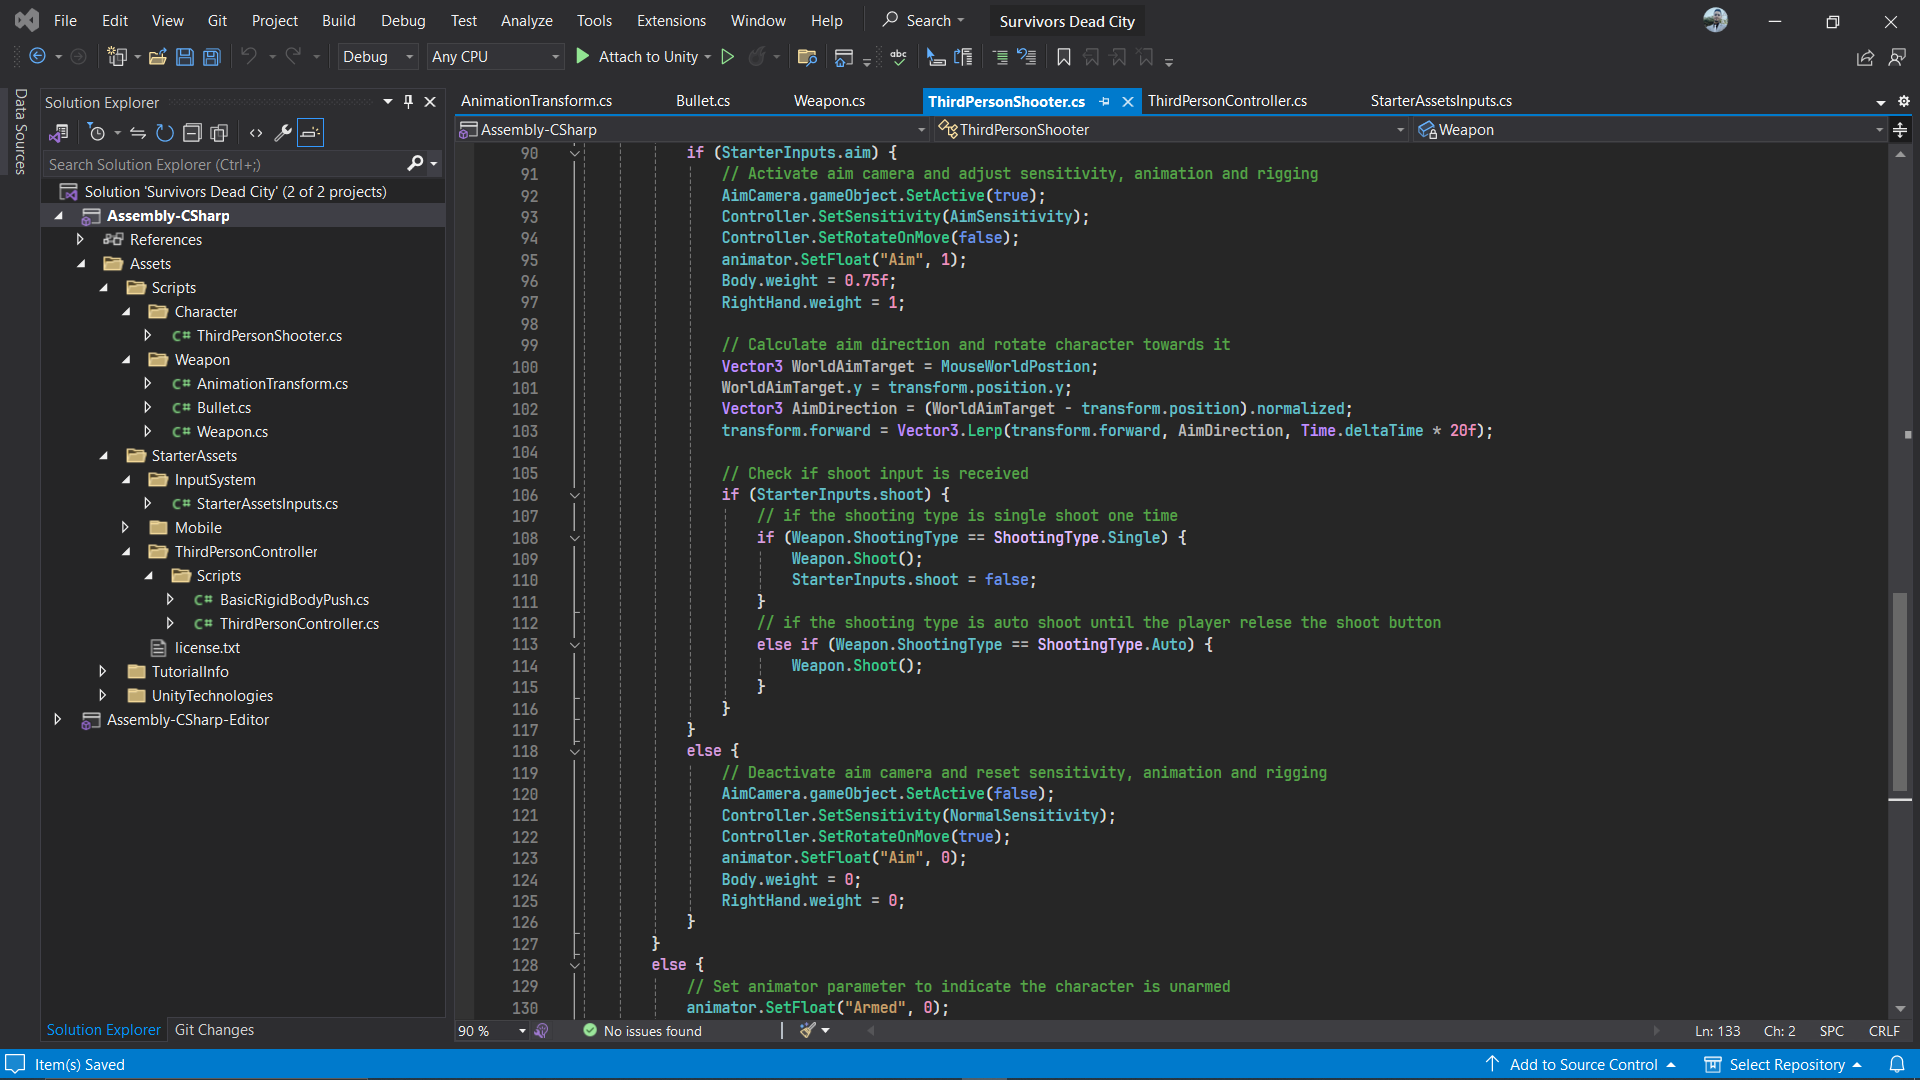 File Edit View Git Project Build Debug Test Analyze Tools Extensions Window Help Search Survivors Dead City
Debug Any CPU Attach to Unity abc
Data Sources
Solution Explorer
Search Solution Explorer (Ctrl+;)
Solution 'Survivors Dead City' (2 of 2 projects)
Assembly-CSharp
References
Assets
Scripts
Character
C# ThirdPersonShooter.cs
Weapon
C# AnimationTransform.cs
C# Bullet.cs
C# Weapon.cs
StarterAssets
InputSystem
C# StarterAssetsInputs.cs
Mobile
ThirdPersonController
Scripts
C# BasicRigidBodyPush.cs
C# ThirdPersonController.cs
license.txt
TutorialInfo
UnityTechnologies
Assembly-CSharp-Editor
Solution Explorer Git Changes
AnimationTransform.cs Bullet.cs Weapon.cs ThirdPersonShooter.cs ThirdPersonController.cs StarterAssetsInputs.cs
Assembly-CSharp ThirdPersonShooter Weapon
90 if (StarterInputs.aim) {
91 // Activate aim camera and adjust sensitivity, animation and rigging
92 AimCamera.gameObject.SetActive(true);
93 Controller.SetSensitivity(AimSensitivity);
94 Controller.SetRotateOnMove(false);
95 animator.SetFloat("Aim", 1);
96 Body.weight = 0.75f;
97 RightHand.weight = 1;
98
99 // Calculate aim direction and rotate character towards it
100 Vector3 WorldAimTarget = MouseWorldPostion;
101 WorldAimTarget.y = transform.position.y;
102 Vector3 AimDirection = (WorldAimTarget - transform.position).normalized;
103 transform.forward = Vector3.Lerp(transform.forward, AimDirection, Time.deltaTime * 20f);
104
105 // Check if shoot input is received
106 if (StarterInputs.shoot) {
107 // if the shooting type is single shoot one time
108 if (Weapon.ShootingType == ShootingType.Single) {
109 Weapon.Shoot();
110 StarterInputs.shoot = false;
111 }
112 // if the shooting type is auto shoot until the player relese the shoot button
113 else if (Weapon.ShootingType == ShootingType.Auto) {
114 Weapon.Shoot();
115 }
116 }
117 }
118 else {
119 // Deactivate aim camera and reset sensitivity, animation and rigging
120 AimCamera.gameObject.SetActive(false);
121 Controller.SetSensitivity(NormalSensitivity);
122 Controller.SetRotateOnMove(true);
123 animator.SetFloat("Aim", 0);
124 Body.weight = 0;
125 RightHand.weight = 0;
126 }
127 }
128 else {
129 // Set animator parameter to indicate the character is unarmed
130 animator.SetFloat("Armed", 0);
90 % No issues found Ln: 133 Ch: 2 SPC CRLF
Item(s) Saved Add to Source Control Select Repository